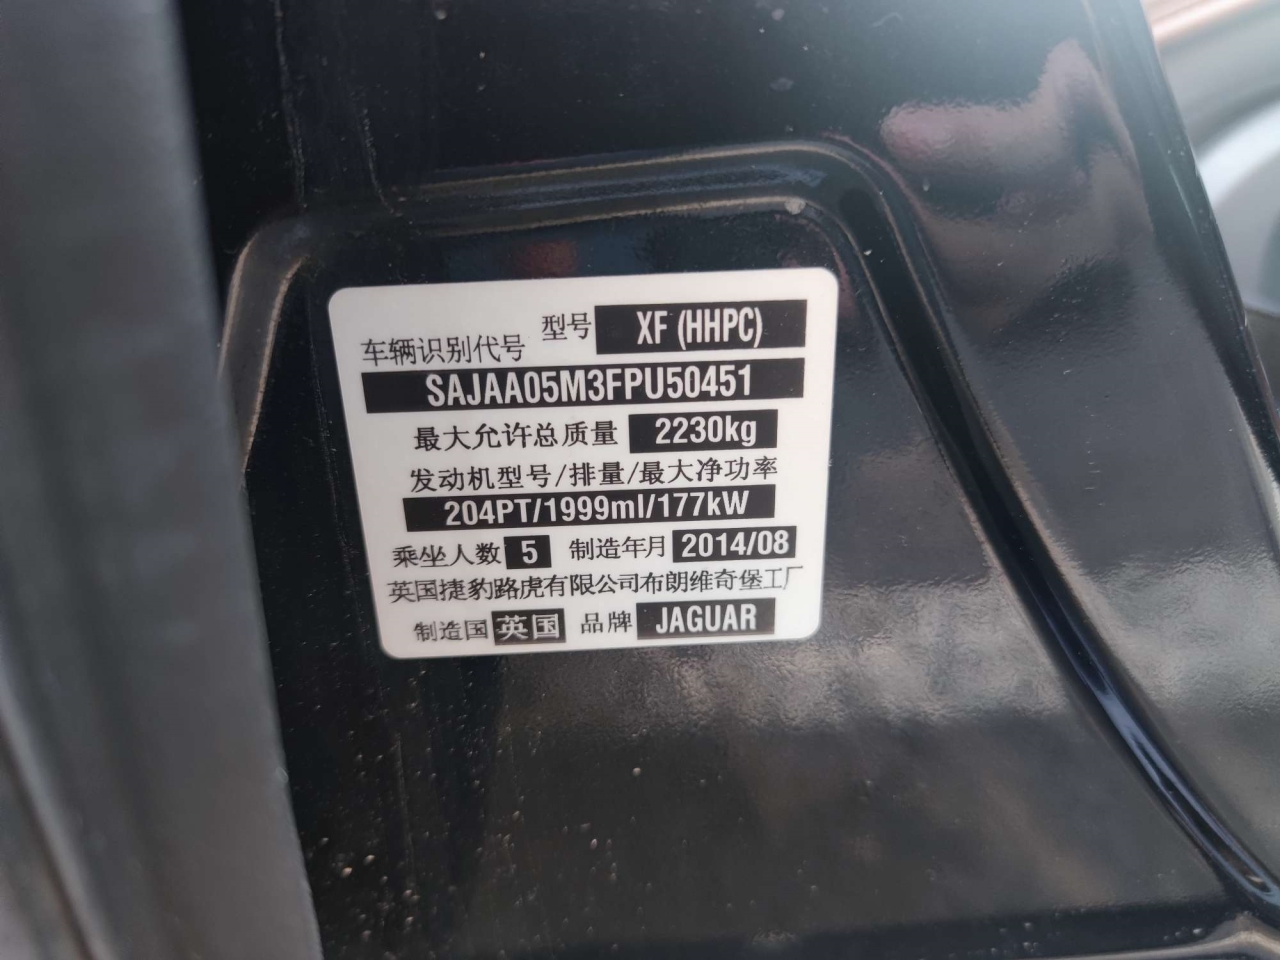 型号 XF (HHPC)
车辆识别代号
SAJAA05M3FPU50451
最大允许总质量 2230kg
发动机型号/排量/最大净功率
204PT/1999ml/177kW
乘坐人数 5 制造年月 2014/08
英国捷豹路虎有限公司布朗维奇堡工厂
制造国 英国 品牌 JAGUAR